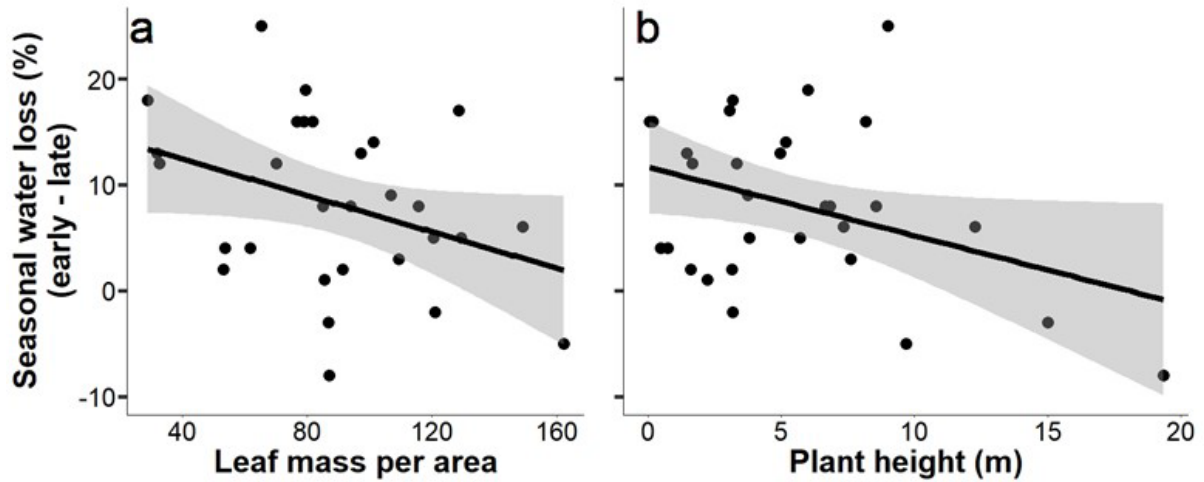 a
b
Seasonal water loss (%)
(early - late)
20
10
0
-10
40 80 120 160
0 5 10 15 20
Leaf mass per area
Plant height (m)